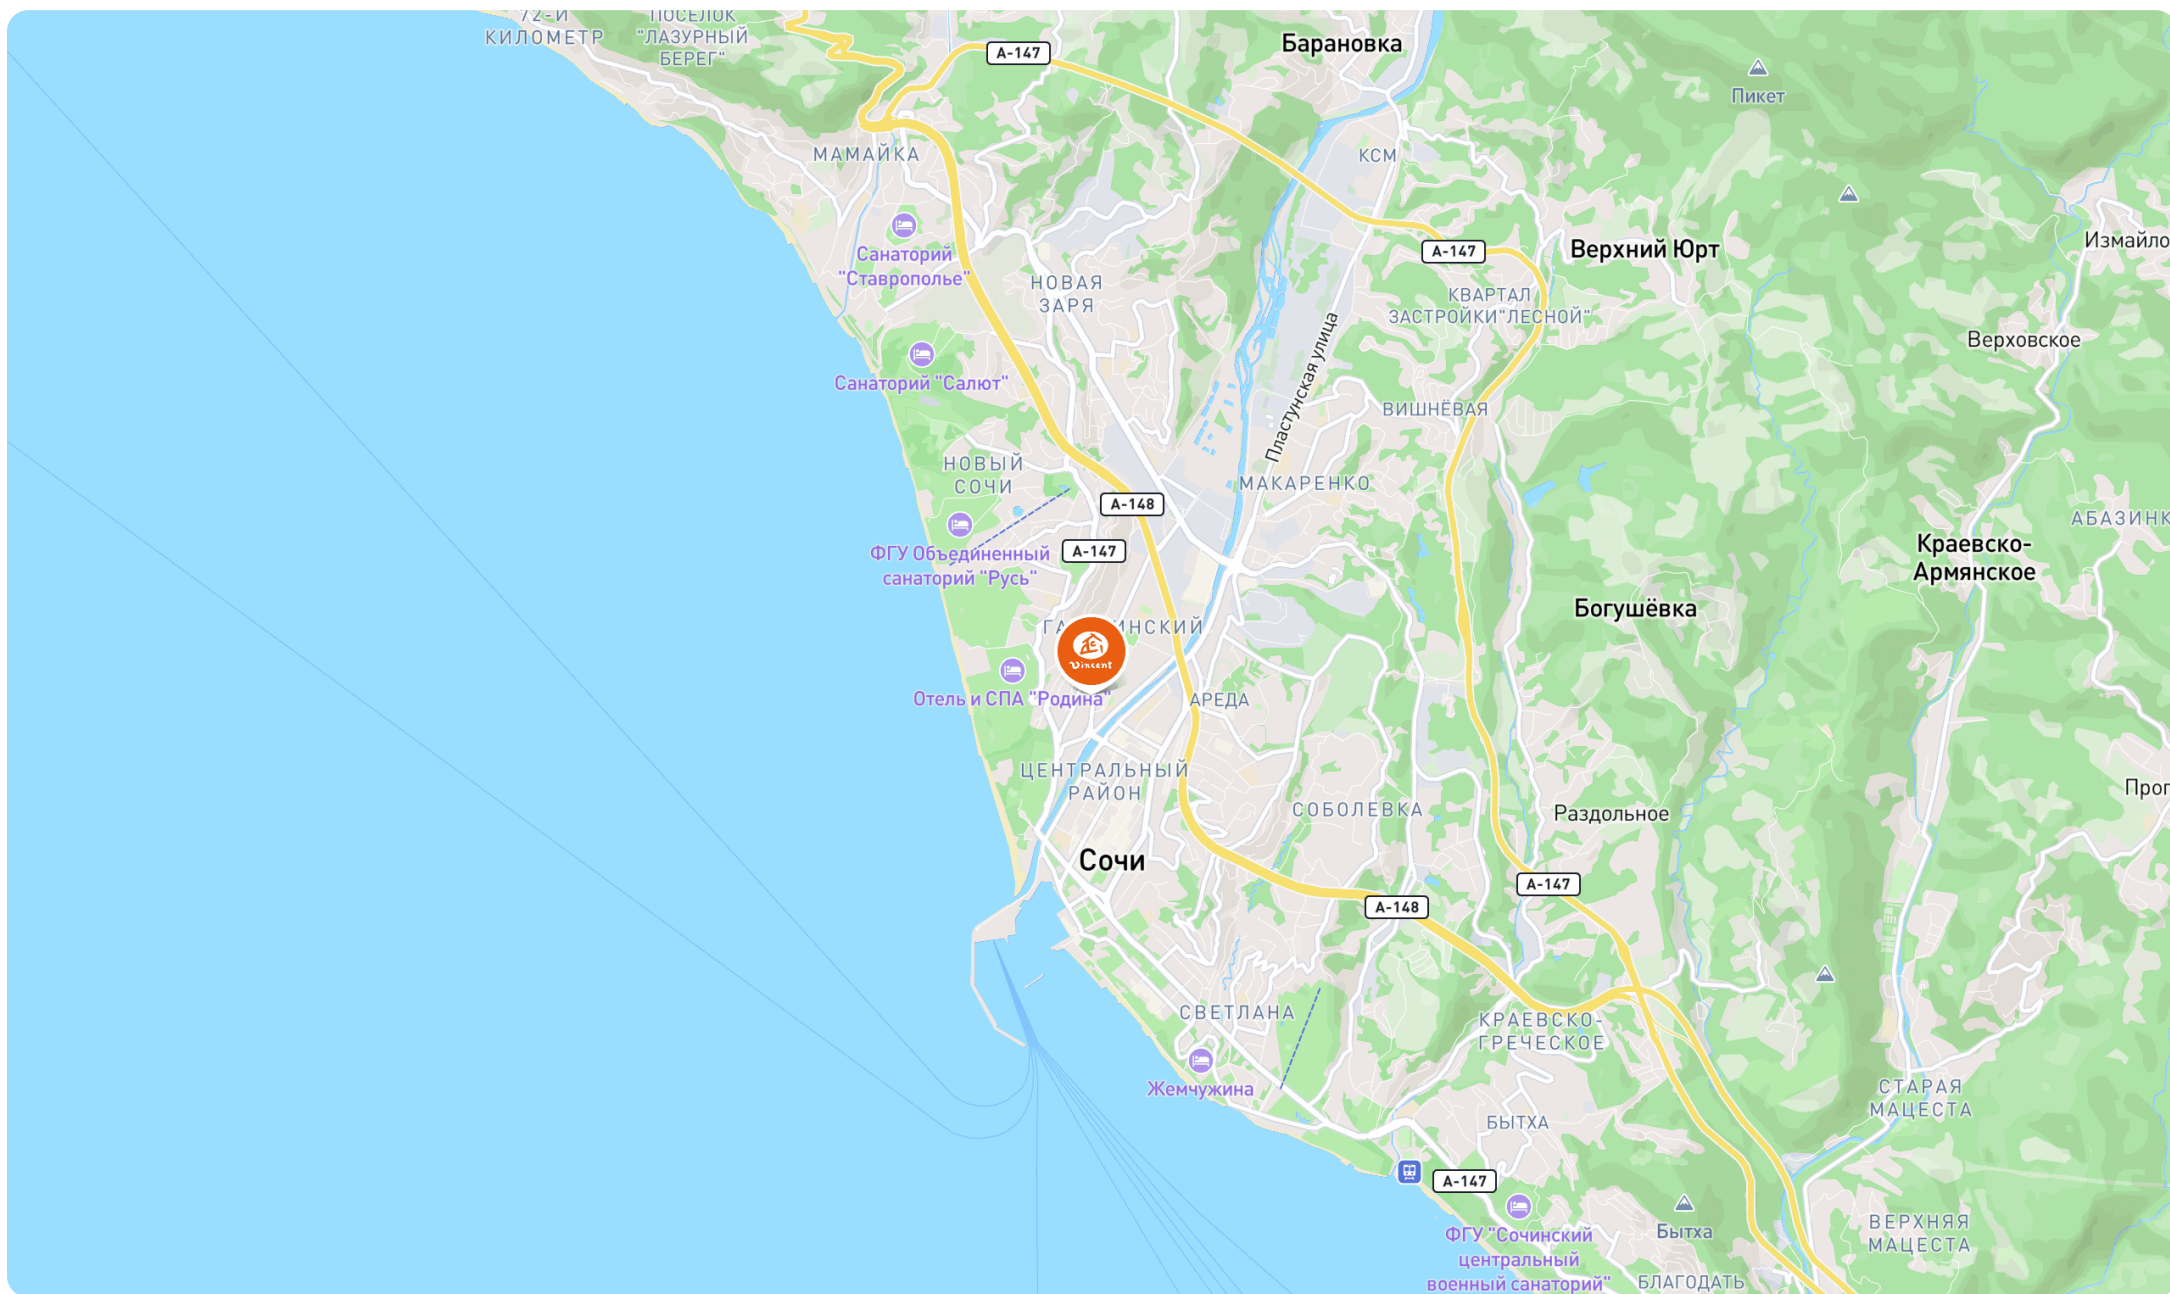 72-Й
КИЛОМЕТР
ПОСЁЛОК
"ЛАЗУРНЫЙ
БЕРЕГ"
А-147
Барановка
Пикет
МАМАЙКА
КСМ
Санаторий
"Ставрополье"
НОВАЯ
ЗАРЯ
А-147
Верхний Юрт
Измайло
КВАРТАЛ
ЗАСТРОЙКИ"ЛЕСНОЙ"
Верховское
Пластунская улица
Санаторий "Салют"
ВИШНЁВАЯ
НОВЫЙ
СОЧИ
МАКАРЕНКО
А-148
АБАЗИНК
ФГУ Объединенный
санаторий "Русь"
А-147
Краевско-
Армянское
Богушёвка
Vincent
Отель и СПА "Родина"
АРЕДА
ЦЕНТРАЛЬНЫЙ
РАЙОН
СОБОЛЕВКА
Раздольное
Сочи
А-147
А-148
СВЕТЛАНА
КРАЕВСКО-
ГРЕЧЕСКОЕ
Жемчужина
СТАРАЯ
МАЦЕСТА
БЫТХА
А-147
ФГУ "Сочинский
центральный
военный санаторий"
Бытха
ВЕРХНЯЯ
МАЦЕСТА
БЛАГОДАТЬ